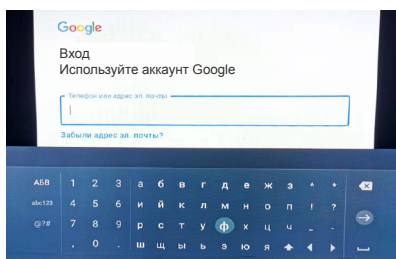 Google
Вход
Используйте аккаунт Google
Телефон или адрес эл. почты
Забыли адрес эл. почты?
АБВ 1 2 3 а б в г д е ж з ^ *
abc123 4 5 6 и й к л м н о п ! ?
@?# 7 8 9 р с т у ф х ц ч _ -
, 0 . ш щ ы ь э ю я